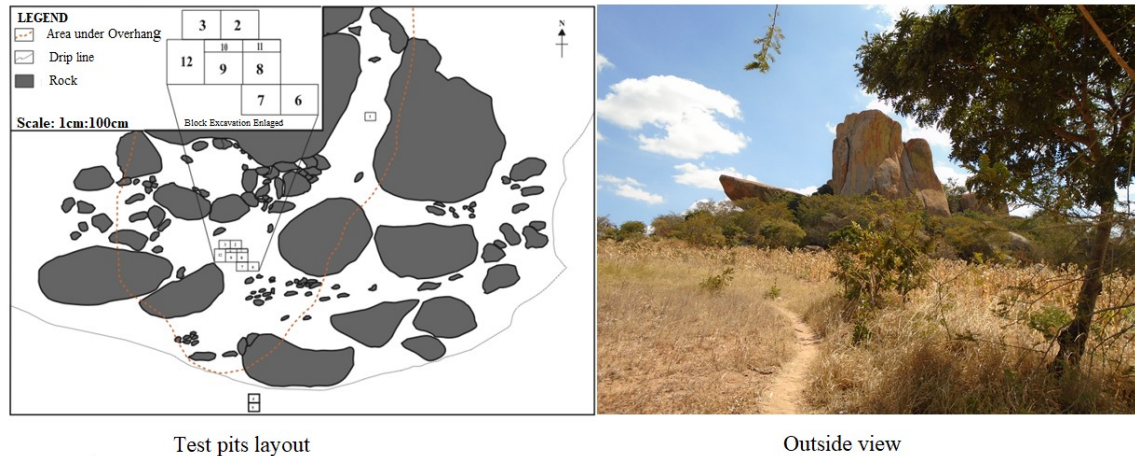 LEGEND
Area under Overhang
Drip line
Rock
Scale: 1cm:100cm
3 2
10 11
12 9 8
7 6
Block Excavation Enlaged
N
Test pits layout
Outside view